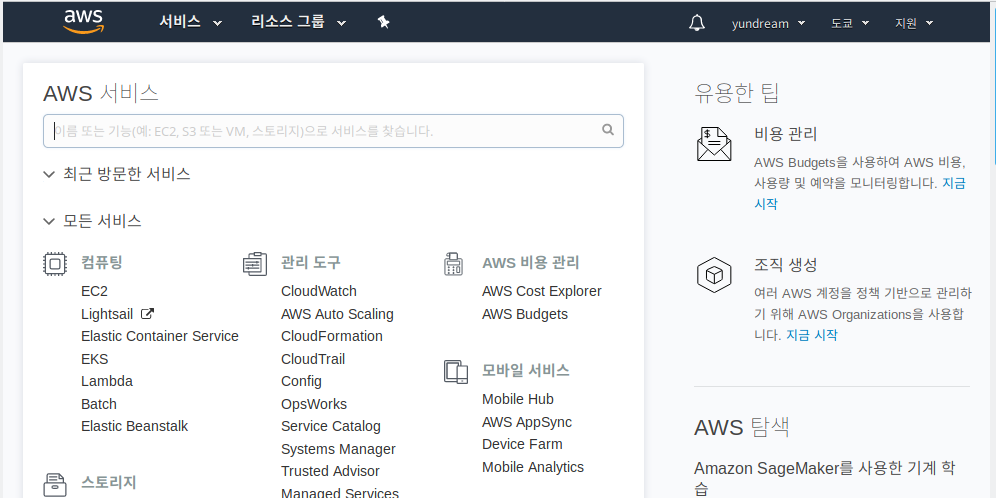 aws
서비스
리소스 그룹
yundream
도쿄
지원
AWS 서비스
이름 또는 기능(예: EC2, S3 또는 VM, 스토리지)으로 서비스를 찾습니다.
최근 방문한 서비스
모든 서비스
컴퓨팅
EC2
Lightsail
Elastic Container Service
EKS
Lambda
Batch
Elastic Beanstalk
스토리지
관리 도구
CloudWatch
AWS Auto Scaling
CloudFormation
CloudTrail
Config
OpsWorks
Service Catalog
Systems Manager
Trusted Advisor
Managed Services
AWS 비용 관리
AWS Cost Explorer
AWS Budgets
모바일 서비스
Mobile Hub
AWS AppSync
Device Farm
Mobile Analytics
유용한 팁
비용 관리
AWS Budgets을 사용하여 AWS 비용,
사용량 및 예약을 모니터링합니다. 지금
시작
조직 생성
여러 AWS 계정을 정책 기반으로 관리하
기 위해 AWS Organizations을 사용합
니다. 지금 시작
AWS 탐색
Amazon SageMaker를 사용한 기계 학
습